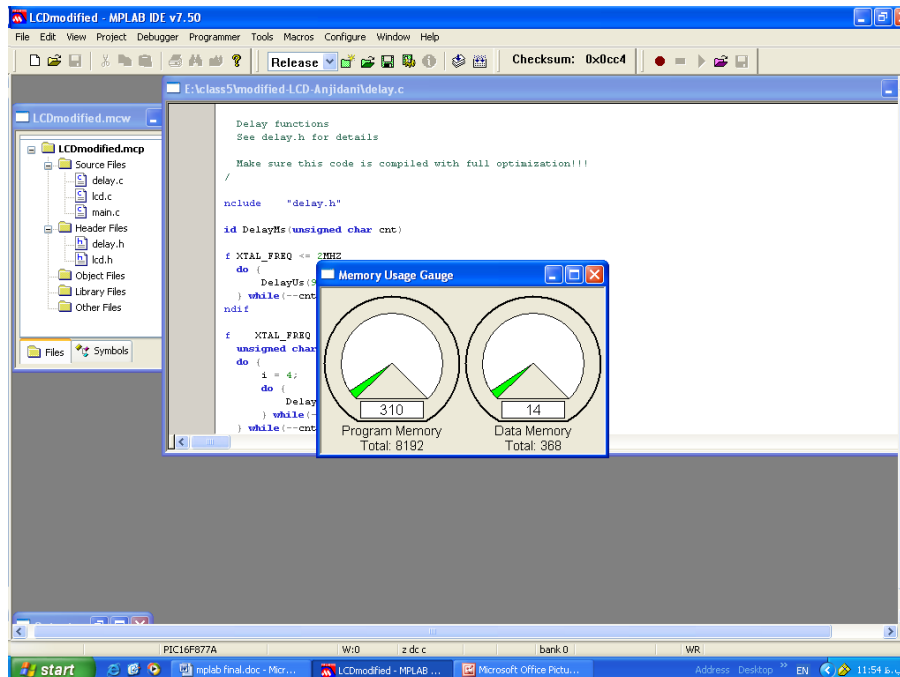 LCDmodified - MPLAB IDE v7.50
File Edit View Project Debugger Programmer Tools Macros Configure Window Help
Release Checksum: 0x0cc4
E:\class5\modified-LCD-Anjidani\delay.c
LCDmodified.mcw
LCDmodified.mcp
Source Files
delay.c
lcd.c
main.c
Header Files
delay.h
lcd.h
Object Files
Library Files
Other Files
Files Symbols
Delay functions
See delay.h for details
Make sure this code is compiled with full optimization!!!
/
nclude "delay.h"
id DelayMs(unsigned char cnt)
f XTAL_FREQ <= 2MHZ
do {
DelayUs(9
} while(--cnt
ndif
f XTAL_FREQ
unsigned char
do {
i = 4;
do {
Delay
} while(-
} while(--cnt
Memory Usage Gauge
310 14
Program Memory Data Memory
Total: 8192 Total: 368
PIC16F877A W:0 z dc c bank 0 WR
start mplab final.doc - Micr... LCDmodified - MPLAB ... Microsoft Office Pictu... Address Desktop » EN 11:54